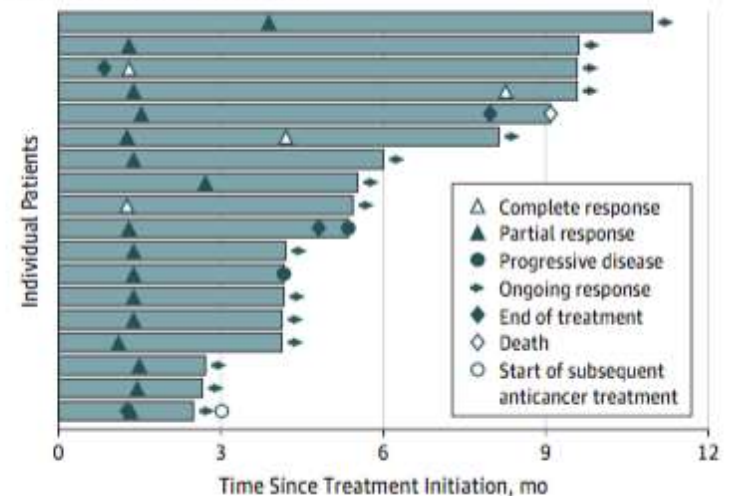 Individual Patients
Complete response
Partial response
Progressive disease
Ongoing response
End of treatment
Death
Start of subsequent
anticancer treatment
0 3 6 9 12
Time Since Treatment Initiation, mo